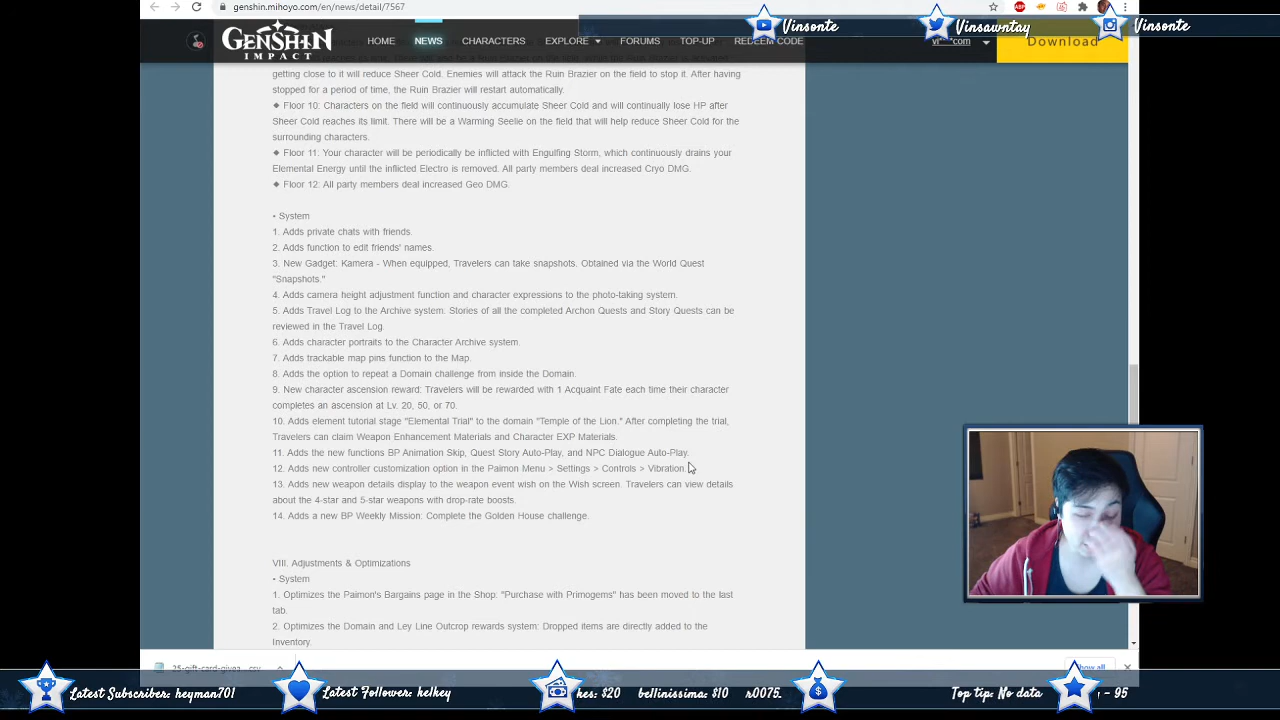 genshin.mihoyo.com/en/news/detail/7567
Vinsonte
Vinsawntay
Vinsonte
GENSHIN
IMPACT
HOME
NEWS
CHARACTERS
EXPLORE
FORUMS
TOP-UP
REDEEM CODE
Download
getting close to it will reduce Sheer Cold. Enemies will attack the Ruin Brazier on the field to stop it. After having
stopped for a period of time, the Ruin Brazier will restart automatically.
◆ Floor 10: Characters on the field will continuously accumulate Sheer Cold and will continually lose HP after
Sheer Cold reaches its limit. There will be a Warming Seelie on the field that will help reduce Sheer Cold for the
surrounding characters.
◆ Floor 11: Your character will be periodically be inflicted with Engulfing Storm, which continuously drains your
Elemental Energy until the inflicted Electro is removed. All party members deal increased Cryo DMG.
◆ Floor 12: All party members deal increased Geo DMG.
• System
1. Adds private chats with friends.
2. Adds function to edit friends' names.
3. New Gadget: Kamera - When equipped, Travelers can take snapshots. Obtained via the World Quest
"Snapshots."
4. Adds camera height adjustment function and character expressions to the photo-taking system.
5. Adds Travel Log to the Archive system: Stories of all the completed Archon Quests and Story Quests can be
reviewed in the Travel Log.
6. Adds character portraits to the Character Archive system.
7. Adds trackable map pins function to the Map.
8. Adds the option to repeat a Domain challenge from inside the Domain.
9. New character ascension reward: Travelers will be rewarded with 1 Acquaint Fate each time their character
completes an ascension at Lv. 20, 50, or 70.
10. Adds element tutorial stage "Elemental Trial" to the domain "Temple of the Lion." After completing the trial,
Travelers can claim Weapon Enhancement Materials and Character EXP Materials.
11. Adds the new functions BP Animation Skip, Quest Story Auto-Play, and NPC Dialogue Auto-Play.
12. Adds new controller customization option in the Paimon Menu > Settings > Controls > Vibration.
13. Adds new weapon details display to the weapon event wish on the Wish screen. Travelers can view details
about the 4-star and 5-star weapons with drop-rate boosts.
14. Adds a new BP Weekly Mission: Complete the Golden House challenge.
VIII. Adjustments & Optimizations
• System
1. Optimizes the Paimon's Bargains page in the Shop: "Purchase with Primogems" has been moved to the last
tab.
2. Optimizes the Domain and Ley Line Outcrop rewards system: Dropped items are directly added to the
Inventory.
25-gift-card-givea....csv
Show all
Latest Subscriber: heyman701
Latest Follower: kelkey
kes: $20 bellinissima: $10 r0075.
Top tip: No data
- 95